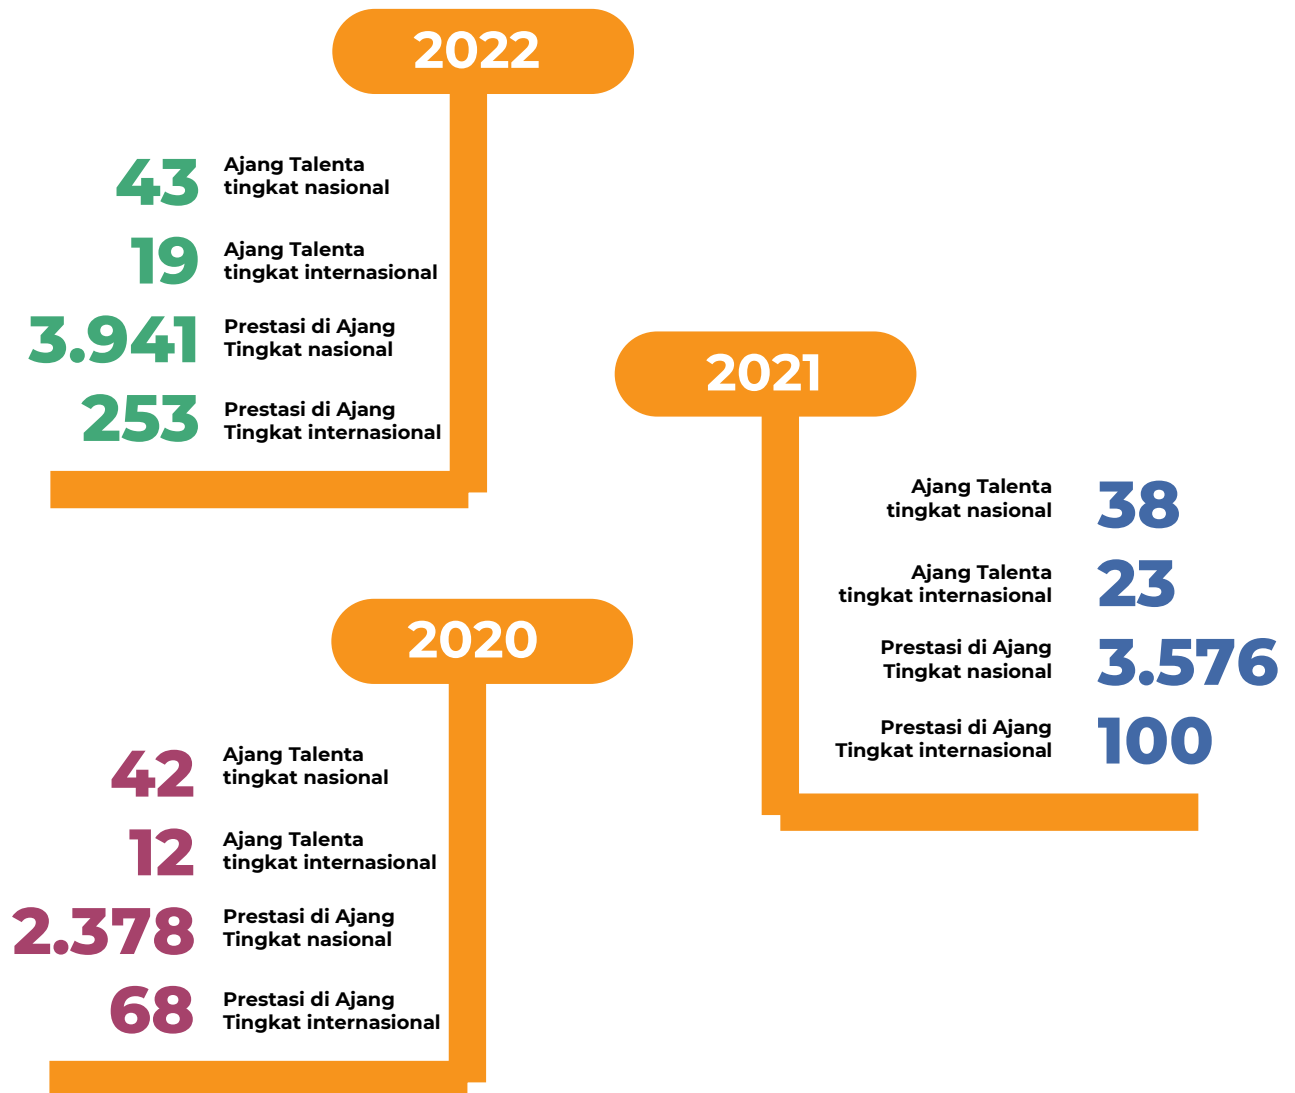 2022
43
Ajang Talenta
tingkat nasional
19
Ajang Talenta
tingkat internasional
3.941
Prestasi di Ajang
Tingkat nasional
253
Prestasi di Ajang
Tingkat internasional
2021
Ajang Talenta
tingkat nasional
38
Ajang Talenta
tingkat internasional
23
Prestasi di Ajang
Tingkat nasional
3.576
Prestasi di Ajang
Tingkat internasional
100
2020
42
Ajang Talenta
tingkat nasional
12
Ajang Talenta
tingkat internasional
2.378
Prestasi di Ajang
Tingkat nasional
68
Prestasi di Ajang
Tingkat internasional